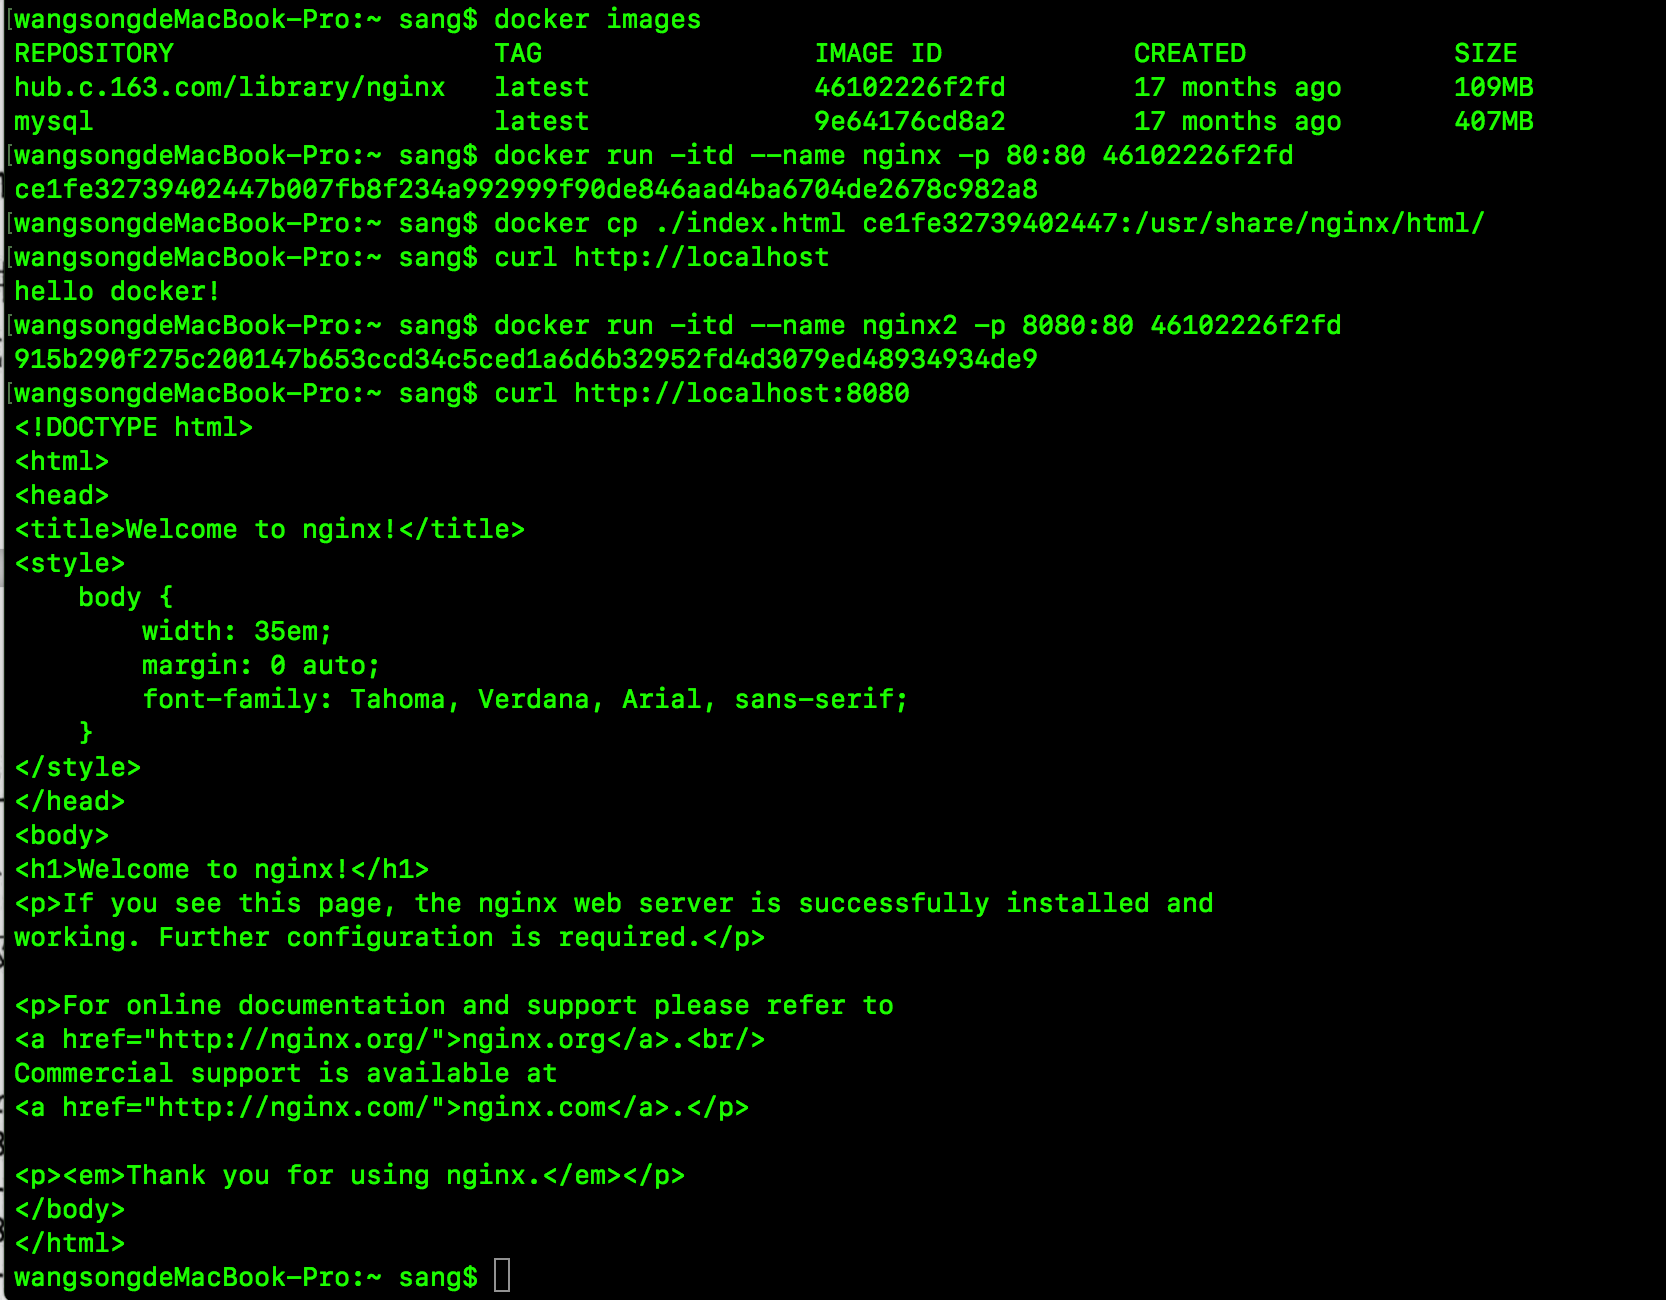 [wangsongdeMacBook-Pro:~ sang$ docker images
REPOSITORY                    TAG                 IMAGE ID            CREATED             SIZE
hub.c.163.com/library/nginx   latest              46102226f2fd        17 months ago       109MB
mysql                         latest              9e64176cd8a2        17 months ago       407MB
[wangsongdeMacBook-Pro:~ sang$ docker run -itd --name nginx -p 80:80 46102226f2fd
ce1fe32739402447b007fb8f234a992999f90de846aad4ba6704de2678c982a8
[wangsongdeMacBook-Pro:~ sang$ docker cp ./index.html ce1fe32739402447:/usr/share/nginx/html/
[wangsongdeMacBook-Pro:~ sang$ curl http://localhost
hello docker!
[wangsongdeMacBook-Pro:~ sang$ docker run -itd --name nginx2 -p 8080:80 46102226f2fd
915b290f275c200147b653ccd34c5ced1a6d6b32952fd4d3079ed48934934de9
[wangsongdeMacBook-Pro:~ sang$ curl http://localhost:8080
<!DOCTYPE html>
<html>
<head>
<title>Welcome to nginx!</title>
<style>
    body {
        width: 35em;
        margin: 0 auto;
        font-family: Tahoma, Verdana, Arial, sans-serif;
    }
</style>
</head>
<body>
<h1>Welcome to nginx!</h1>
<p>If you see this page, the nginx web server is successfully installed and
working. Further configuration is required.</p>

<p>For online documentation and support please refer to
<a href="http://nginx.org/">nginx.org</a>.<br/>
Commercial support is available at
<a href="http://nginx.com/">nginx.com</a>.</p>

<p><em>Thank you for using nginx.</em></p>
</body>
</html>
wangsongdeMacBook-Pro:~ sang$